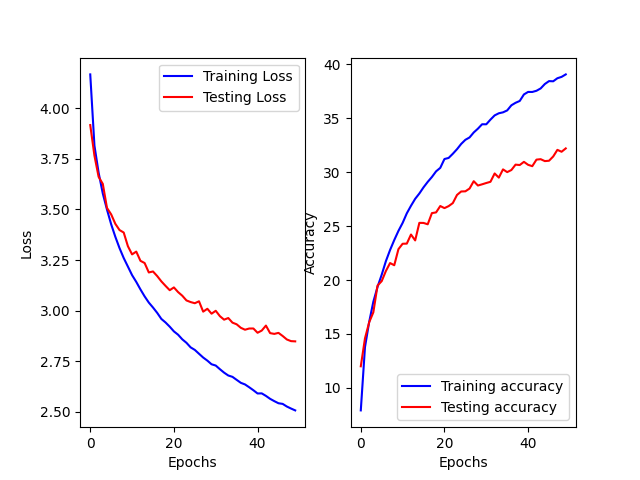 Training Loss
Testing Loss
4.00
3.75
3.50
3.25
3.00
2.75
2.50
Loss
0
20
40
Epochs
40
35
30
25
20
15
10
Accuracy
Training accuracy
Testing accuracy
0
20
40
Epochs